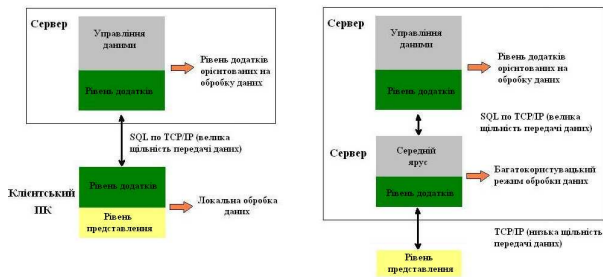 Сервер
Управління
даними
Рівень додатків
Рівень додатків
орієнтованих на
обробку даних
SQL по TCP/IP (велика
щільність передачі даних)
Клієнтський
ПК
Рівень додатків
Рівень
представлення
Локальна обробка
даних
Сервер
Управління
даними
Рівень додатків
Рівень
додатків
орієнтованих на
обробку даних
SQL по TCP/IP (велика
щільність передачі даних)
Сервер
Середній
ярус
Рівень додатків
Багатокористувацький
режим обробки даних
TCP/IP (низька щільність
передачі даних)
Рівень
представлення